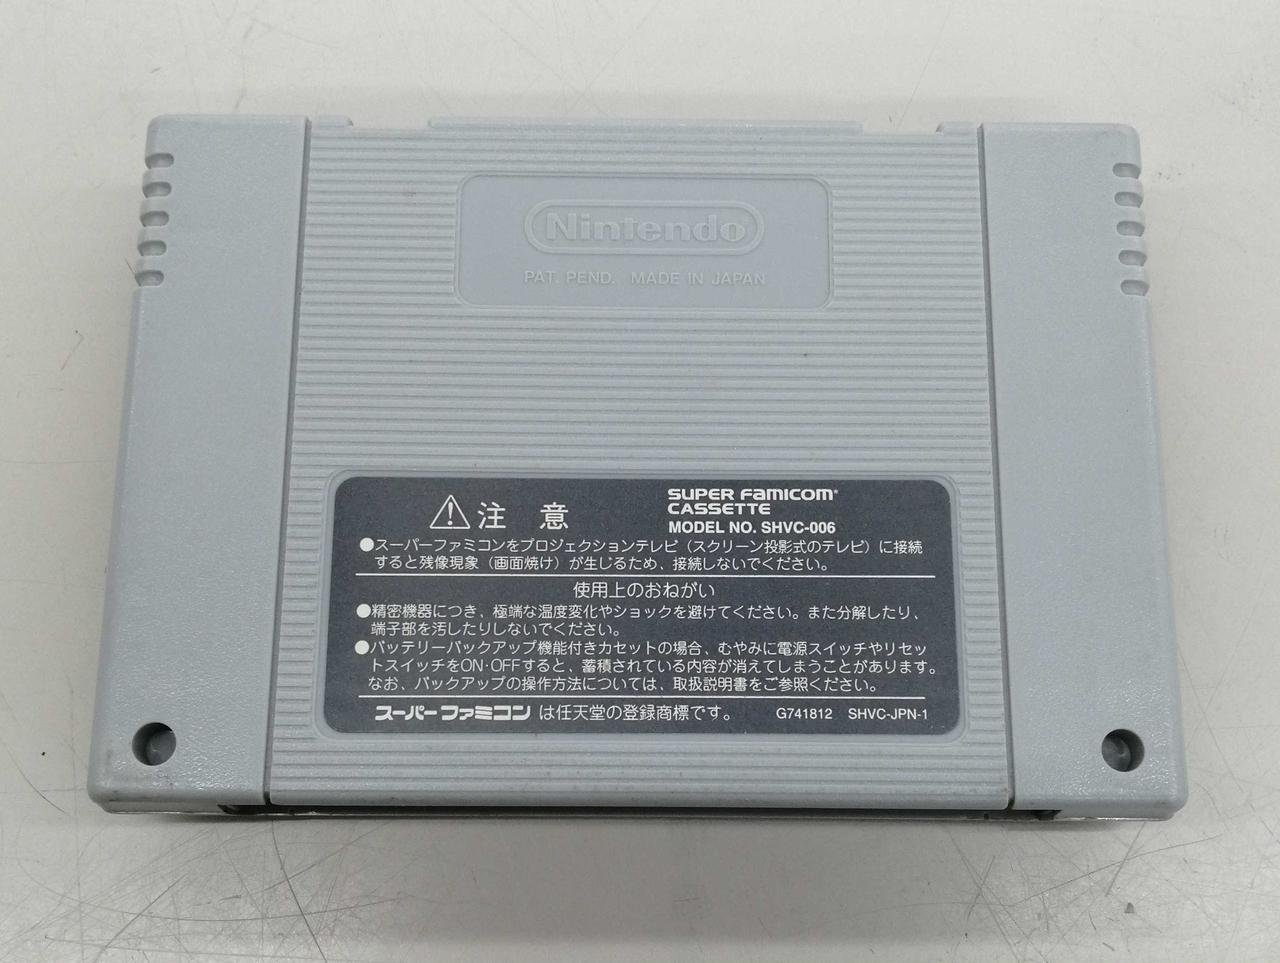 Nintendo
PAT. PEND. MADE IN JAPAN
⚠注 意
SUPER FAMICOM
CASSETTE
MODEL NO. SHVC-006
●スーパーファミコンをプロジェクションテレビ（スクリーン投影式のテレビ）に接続
すると残像現象（画面焼け）が生じるため、接続しないでください。
使用上のおねがい
●精密機器につき、極端な温度変化やショックを避けてください。また分解したり、
端子部を汚したりしないでください。
●バッテリーバックアップ機能付きカセットの場合、むやみに電源スイッチやリセッ
トスイッチをON·OFFすると、蓄積されている内容が消えてしまうことがあります。
なお、バックアップの操作方法については、取扱説明書をご参照ください。
スーパーファミコン は任天堂の登録商標です。 G741812 SHVC-JPN-1